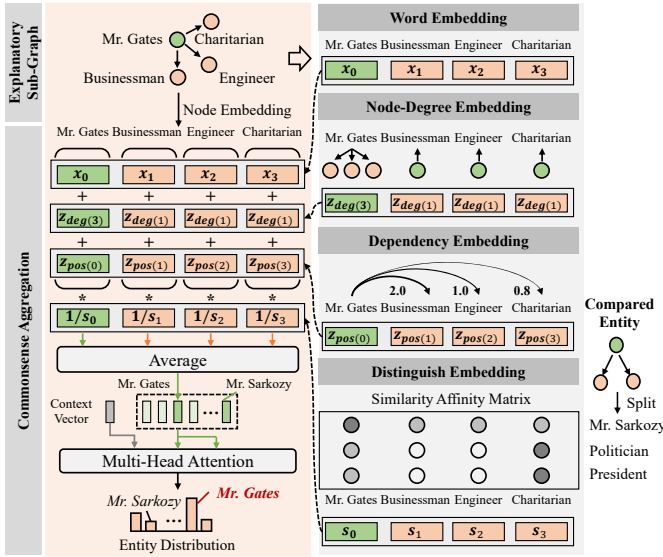 Explanatory
Sub-Graph
Mr. Gates
Charitarian
Businessman
Engineer
Node Embedding
Commonsense Aggregation
Mr. Gates Businessman Engineer Charitarian
x0 x1 x2 x3
+ + + +
zdeg(3) zdeg(1) zdeg(1) zdeg(1)
+ + + +
zpos(0) zpos(1) zpos(2) zpos(3)
* * * *
1/s0 1/s1 1/s2 1/s3
Average
Mr. Gates Mr. Sarkozy
Context
Vector
...
Multi-Head Attention
Mr. Sarkozy Mr. Gates
...
Entity Distribution
Word Embedding
Mr. Gates Businessman Engineer Charitarian
x0 x1 x2 x3
Node-Degree Embedding
Mr. Gates Businessman Engineer Charitarian
zdeg(3) zdeg(1) zdeg(1) zdeg(1)
Dependency Embedding
2.0 1.0 0.8
Mr. Gates Businessman Engineer Charitarian
zpos(0) zpos(1) zpos(2) zpos(3)
Distinguish Embedding
Similarity Affinity Matrix
Mr. Gates Businessman Engineer Charitarian
s0 s1 s2 s3
Compared
Entity
Split
Mr. Sarkozy
Politician
President